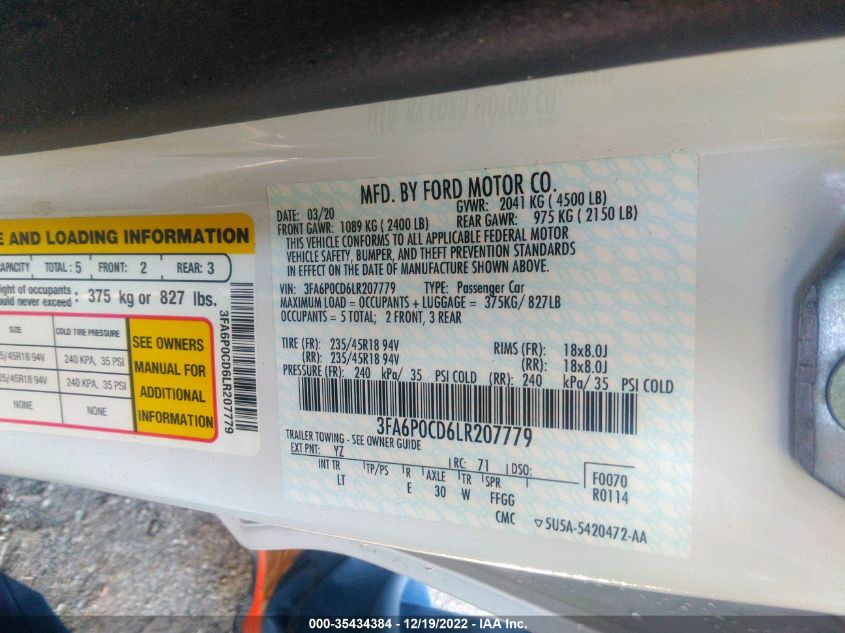 MFD. BY FORD MOTOR CO.
DATE: 03/20 GVWR: 2041 KG ( 4500 LB)
FRONT GAWR: 1089 KG ( 2400 LB) REAR GAWR: 975 KG ( 2150 LB)
THIS VEHICLE CONFORMS TO ALL APPLICABLE FEDERAL MOTOR
VEHICLE SAFETY, BUMPER, AND THEFT PREVENTION STANDARDS
IN EFFECT ON THE DATE OF MANUFACTURE SHOWN ABOVE.
VIN: 3FA6P0CD6LR207779 TYPE: Passenger Car
MAXIMUM LOAD = OCCUPANTS + LUGGAGE = 375KG/ 827LB
OCCUPANTS = 5 TOTAL; 2 FRONT, 3 REAR
TIRE (FR): 235/45R18 94V RIMS (FR): 18x8.0J
(RR): 235/45R18 94V (RR): 18x8.0J
PRESSURE (FR): 240 kPa/ 35 PSI COLD (RR): 240 kPa/ 35 PSI COLD
3FA6P0CD6LR207779
TRAILER TOWING - SEE OWNER GUIDE
EXT PNT: YZ RC: 71 DSO:
INT TR TP/PS R AXLE TR SPR
LT E 30 W FFGG
CMC
F0070
R0114
▽5U5A-5420472-AA
E AND LOADING INFORMATION
CAPACITY TOTAL : 5 FRONT: 2 REAR: 3
ight of occupants
ould never exceed : 375 kg or 827 lbs.
SIZE COLD TIRE PRESSURE
5/45R18 94V 240 KPA, 35 PSI
5/45R18 94V 240 KPA, 35 PSI
NONE NONE
SEE OWNERS
MANUAL FOR
ADDITIONAL
INFORMATION
3FA6P0CD6LR207779
000-35434384 - 12/19/2022 - IAA Inc.